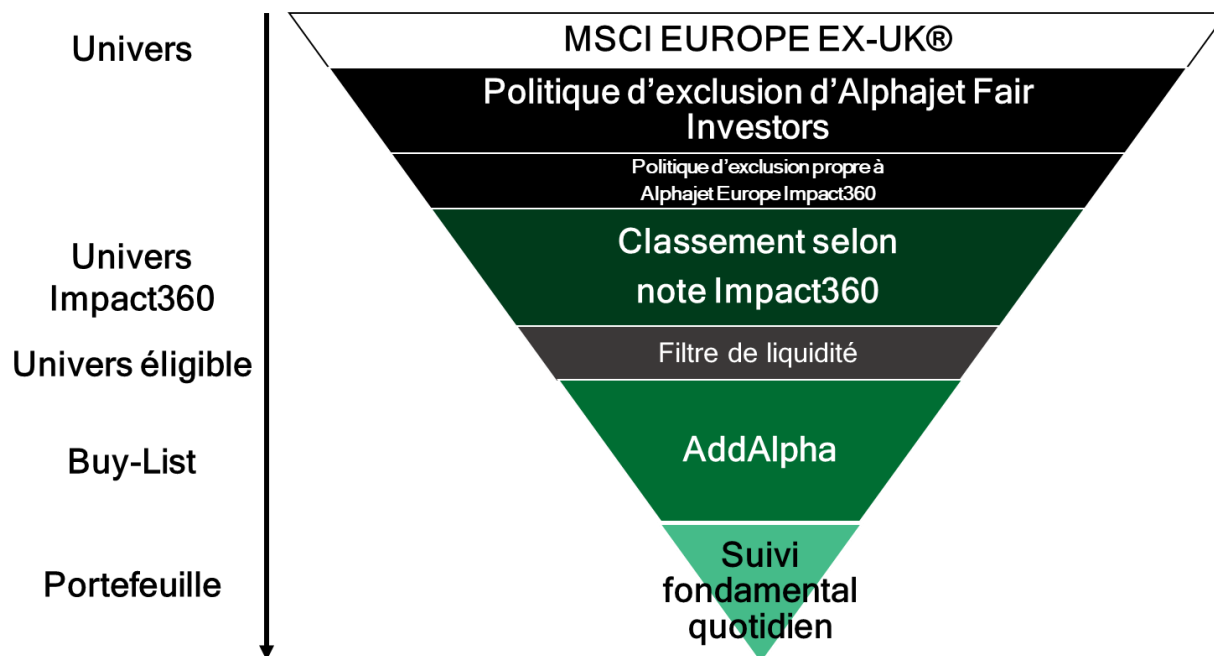 Univers
MSCI EUROPE EX-UK®
Politique d’exclusion d’Alphajet Fair
Investors
Politique d’exclusion propre à
Alphajet Europe Impact360
Univers
Impact360
Classement selon
note Impact360
Univers éligible
Filtre de liquidité
Buy-List
AddAlpha
Portefeuille
Suivi
fondamental
quotidien